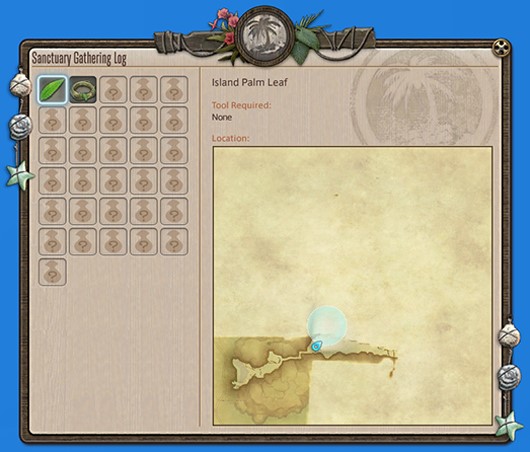 Sanctuary Gathering Log
Island Palm Leaf
Tool Required:
None
Location: